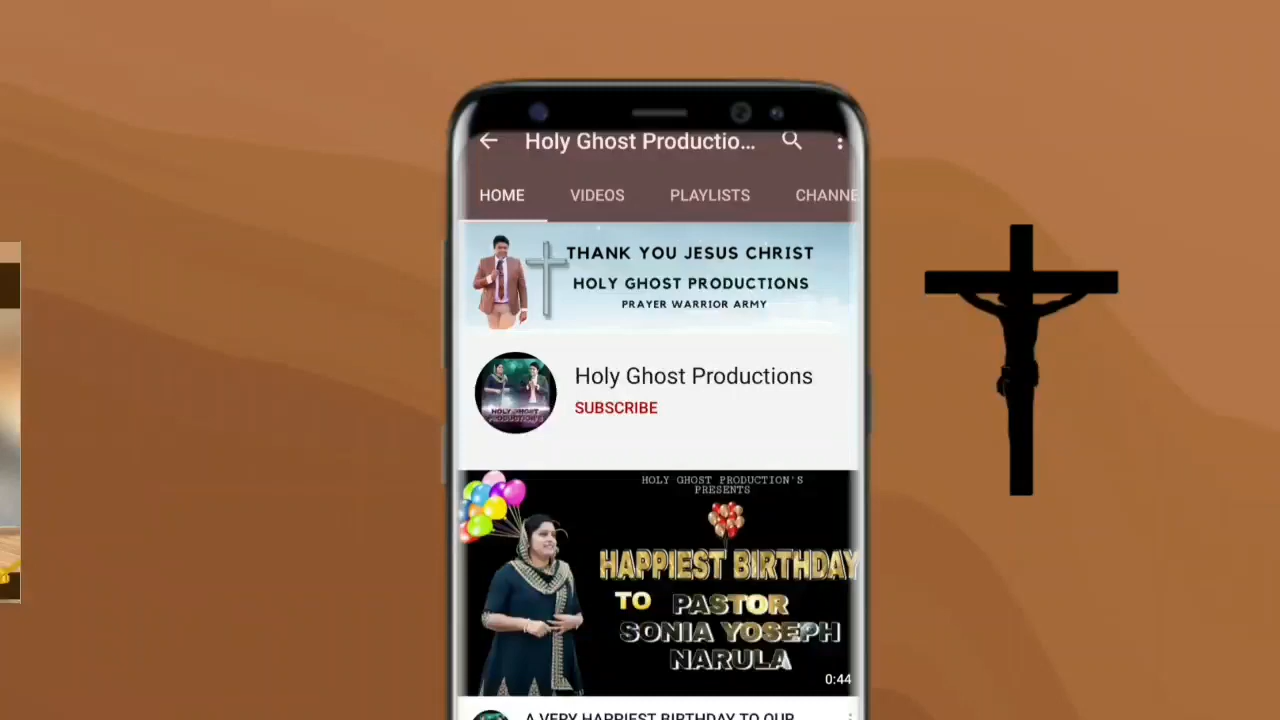 Holy Ghost Productio...
HOME VIDEOS PLAYLISTS CHANNE
THANK YOU JESUS CHRIST
HOLY GHOST PRODUCTIONS
PRAYER WARRIOR ARMY
Holy Ghost Productions
SUBSCRIBE
HOLY GHOST PRODUCTION'S
PRESENTS
HAPPIEST BIRTHDAY
TO PASTOR
SONIA YOSEPH
NARULA
0:44
A VERY HAPPIEST BIRTHDAY TO OUR